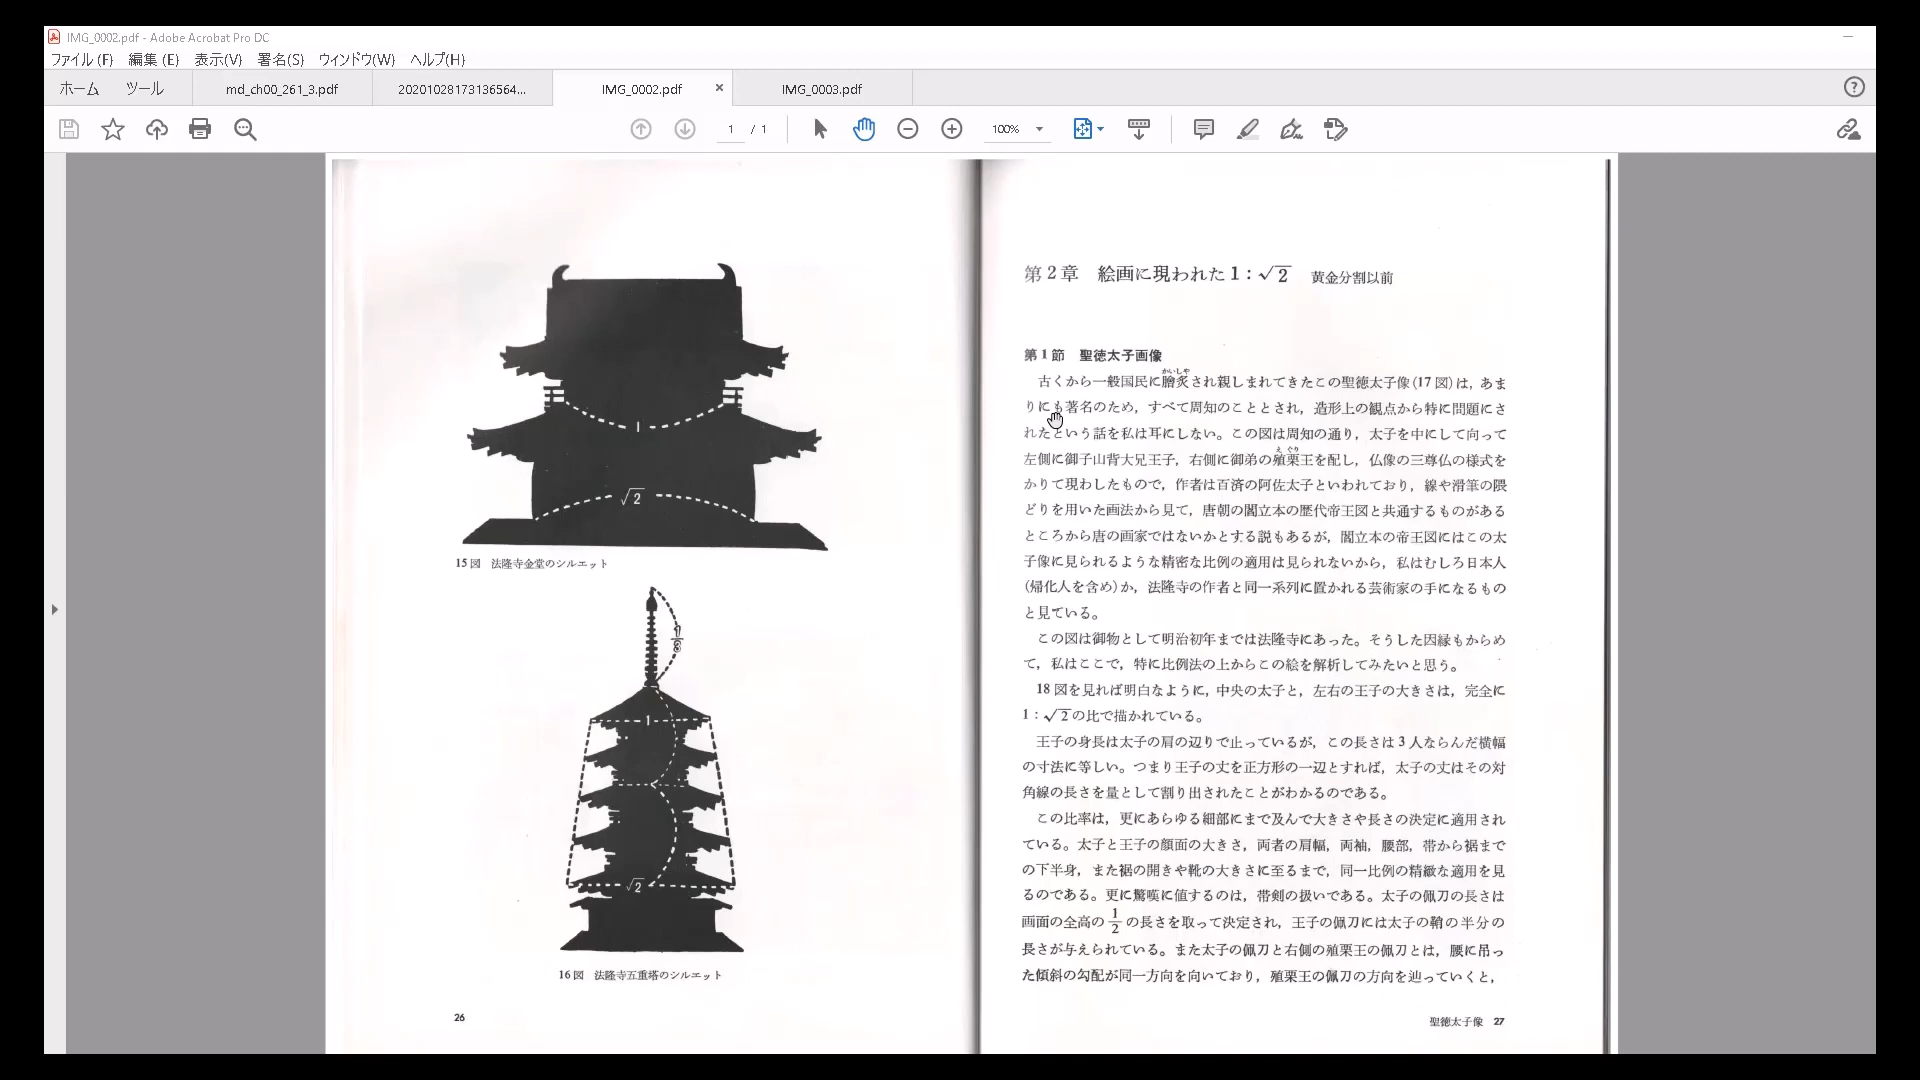 IMG_0002.pdf - Adobe Acrobat Pro DC
ファイル(F) 編集(E) 表示(V) 署名(S) ウィンドウ(W) ヘルプ(H)
ホーム ツール md_ch00_261_3.pdf 20201028173136564... IMG_0002.pdf × IMG_0003.pdf
1 / 1 100%
1
√2
15図 法隆寺金堂のシルエット
1
√2
16図 法隆寺五重塔のシルエット
26
第2章 絵画に現われた1:√2 黄金分割以前
第1節 聖徳太子画像
かいしゃ
古くから一般国民に膾炙され親しまれてきたこの聖徳太子像(17図)は,あま
りにも著名のため,すべて周知のこととされ,造形上の観点から特に問題にさ
れたという話を私は耳にしない。この図は周知の通り,太子を中にして向って
えぐり
左側に御子山背大兄王子,右側に御弟の殖栗王を配し,仏像の三尊仏の様式を
かりて現わしたもので,作者は百済の阿佐太子といわれており,線や滑筆の隈
どりを用いた画法から見て,唐朝の閻立本の歴代帝王図と共通するものがある
ところから唐の画家ではないかとする説もあるが,閻立本の帝王図にはこの太
子像に見られるような精密な比例の適用は見られないから,私はむしろ日本人
(帰化人を含め)か,法隆寺の作者と同一系列に置かれる芸術家の手になるもの
と見ている。
この図は御物として明治初年までは法隆寺にあった。そうした因縁もからめ
て,私はここで,特に比例法の上からこの絵を解析してみたいと思う。
18図を見れば明白なように,中央の太子と,左右の王子の大きさは,完全に
1:√2の比で描かれている。
王子の身長は太子の肩の辺りで止っているが,この長さは3人ならんだ横幅
の寸法に等しい。つまり王子の丈を正方形の一辺とすれば,太子の丈はその対
角線の長さを量として割り出されたことがわかるのである。
この比率は,更にあらゆる細部にまで及んで大きさや長さの決定に適用され
ている。太子と王子の顔面の大きさ,両者の肩幅,両袖,腰部,帯から裾まで
の下半身,また裾の開きや靴の大きさに至るまで,同一比例の精緻な適用を見
るのである。更に驚嘆に値するのは,帯剣の扱いである。太子の佩刀の長さは
画面の全高の1/2の長さを取って決定され,王子の佩刀には太子の鞘の半分の
長さが与えられている。また太子の佩刀と右側の殖栗王の佩刀とは,腰に吊っ
た傾斜の勾配が同一方向を向いており,殖栗王の佩刀の方向を辿っていくと,
聖徳太子像 27